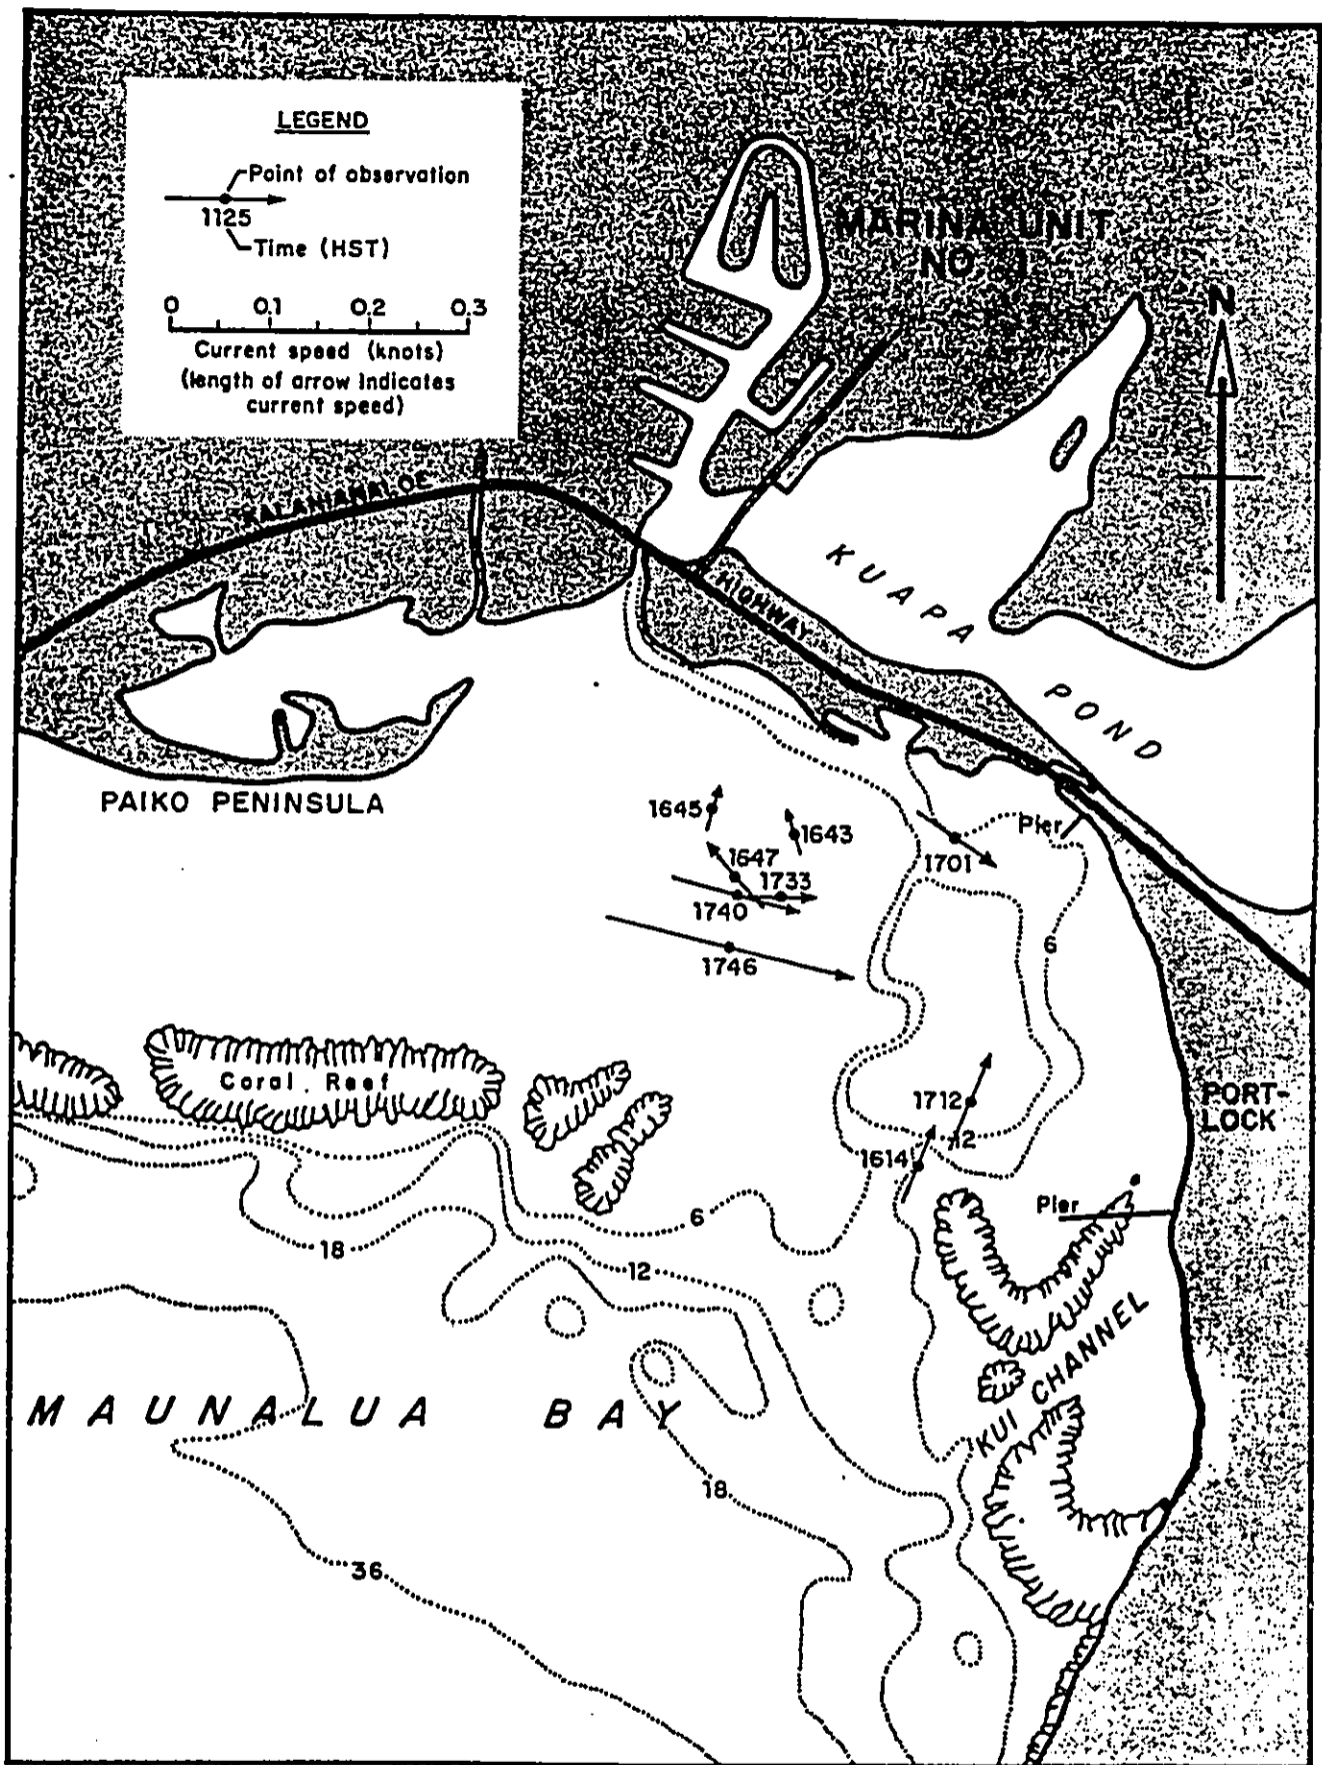 LEGEND
Point of observation
1125
Time (HST)
0 0.1 0.2 0.3
Current speed (knots)
(length of arrow indicates
current speed)
MARINA UNIT
NO 1
N
KALANIANAOLE
HIGHWAY
KUAPA
POND
PAIKO PENINSULA
1645
1643
1647
1733
1740
1746
1701
Pier
6
Coral Reef
1712
12
1614
PORT-
LOCK
Pier
6
18
12
KUI CHANNEL
MAUNALUA BAY
18
36